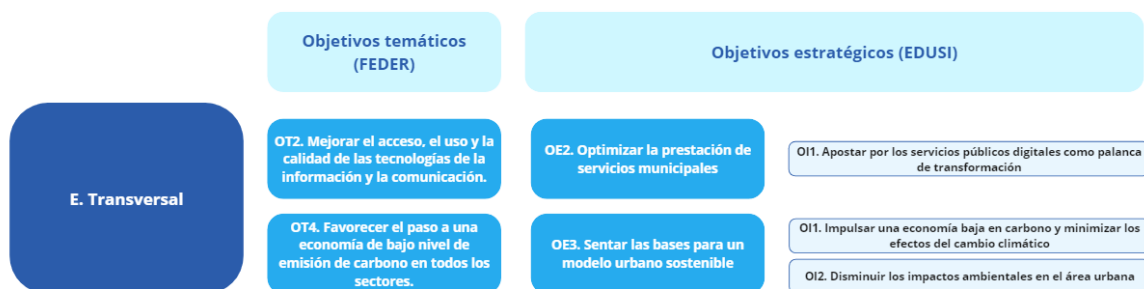 Objetivos temáticos
(FEDER)
Objetivos estratégicos (EDUSI)
E. Transversal
OT2. Mejorar el acceso, el uso y la
calidad de las tecnologías de la
información y la comunicación.
OE2. Optimizar la prestación de
servicios municipales
OI1. Apostar por los servicios públicos digitales como palanca
de transformación
OT4. Favorecer el paso a una
economía de bajo nivel de
emisión de carbono en todos los
sectores.
OE3. Sentar las bases para un
modelo urbano sostenible
OI1. Impulsar una economía baja en carbono y minimizar los
efectos del cambio climático
OI2. Disminuir los impactos ambientales en el área urbana